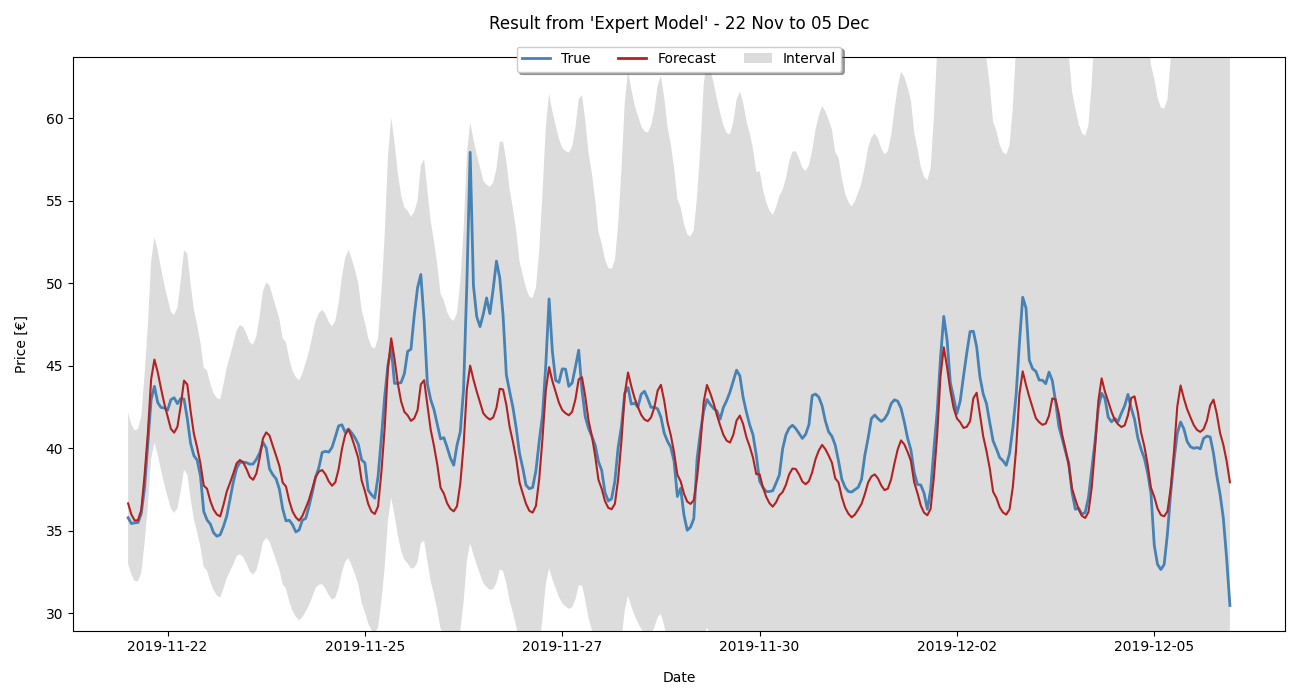 Result from 'Expert Model' - 22 Nov to 05 Dec
True Forecast Interval
Price [€]
60
55
50
45
40
35
30
2019-11-22 2019-11-25 2019-11-27 2019-11-30 2019-12-02 2019-12-05
Date